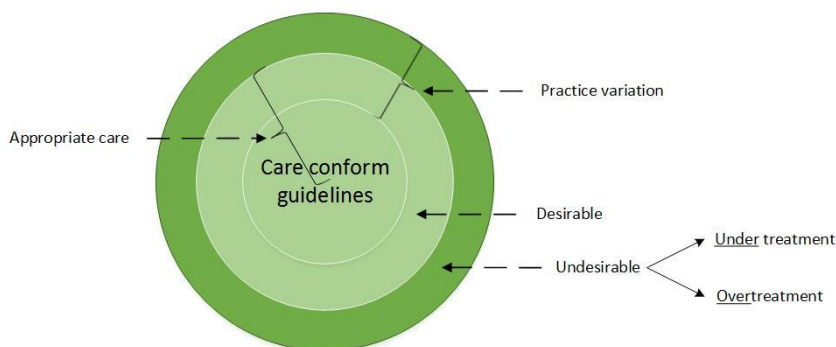 Practice variation
Appropriate care
Care conform
guidelines
Desirable
Under treatment
Undesirable
Overtreatment